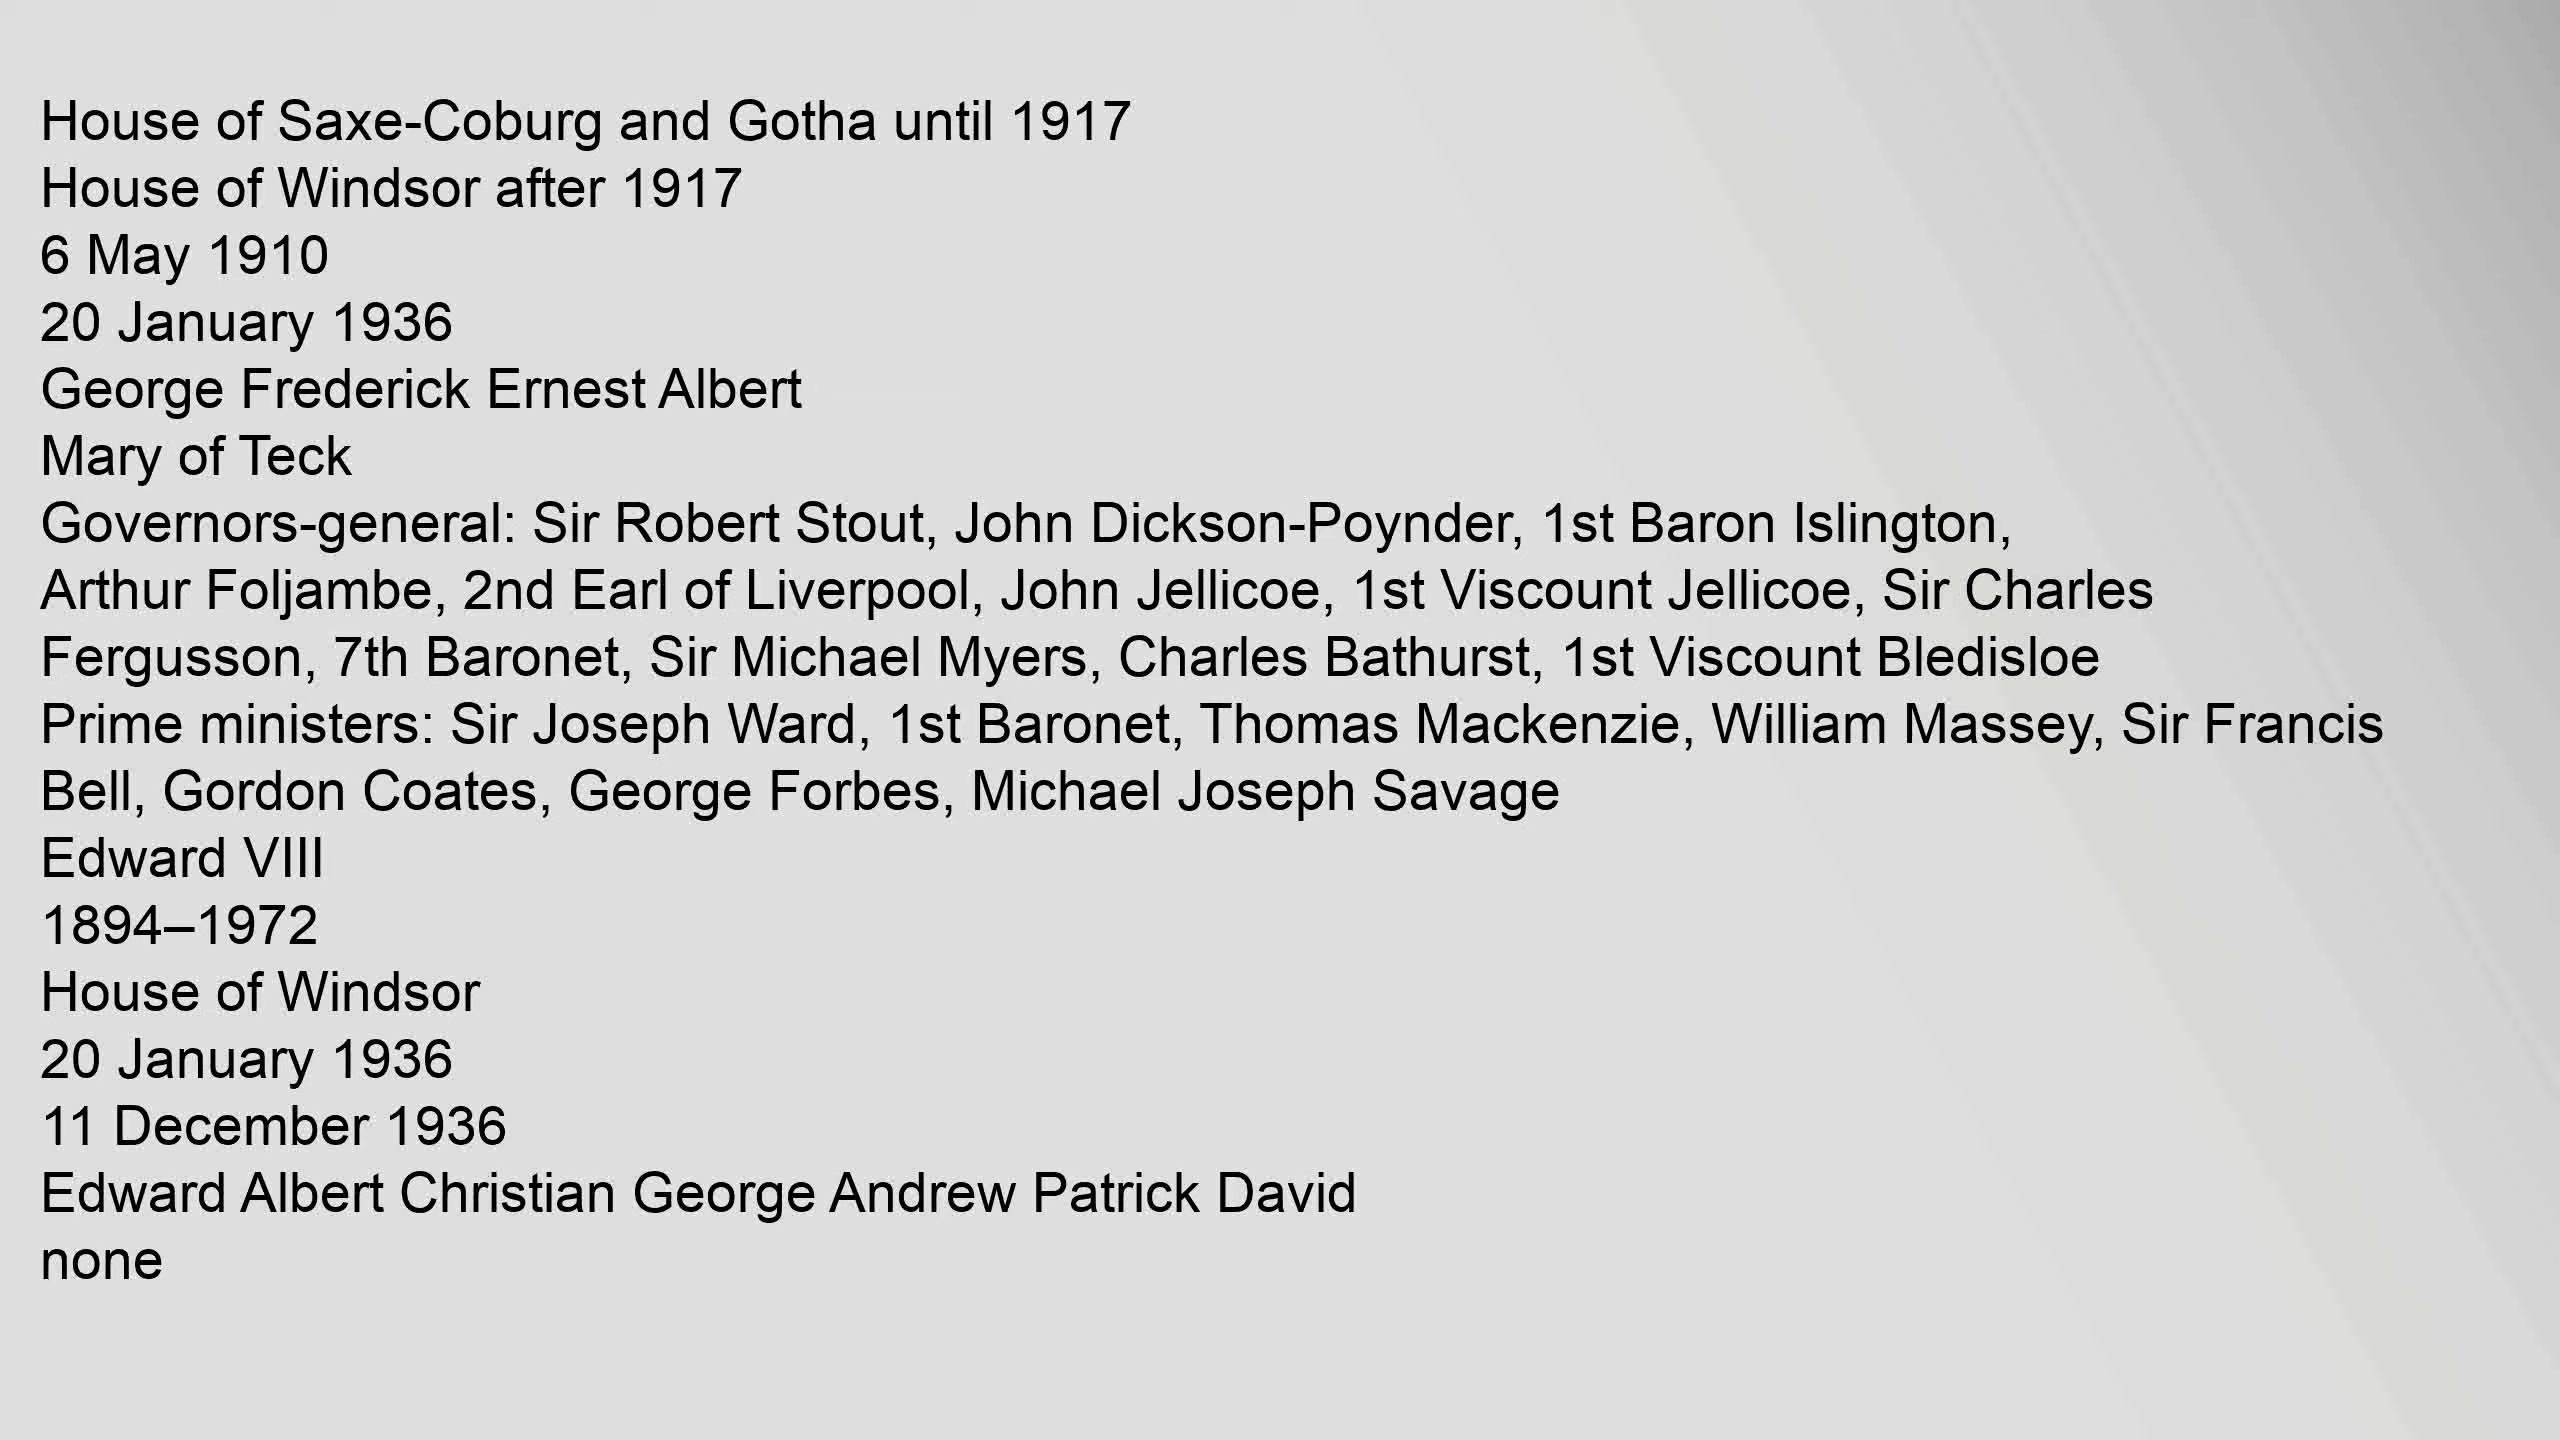 House of Saxe-Coburg and Gotha until 1917
House of Windsor after 1917
6 May 1910
20 January 1936
George Frederick Ernest Albert
Mary of Teck
Governors-general: Sir Robert Stout, John Dickson-Poynder, 1st Baron Islington,
Arthur Foljambe, 2nd Earl of Liverpool, John Jellicoe, 1st Viscount Jellicoe, Sir Charles
Fergusson, 7th Baronet, Sir Michael Myers, Charles Bathurst, 1st Viscount Bledisloe
Prime ministers: Sir Joseph Ward, 1st Baronet, Thomas Mackenzie, William Massey, Sir Francis
Bell, Gordon Coates, George Forbes, Michael Joseph Savage
Edward VIII
1894–1972
House of Windsor
20 January 1936
11 December 1936
Edward Albert Christian George Andrew Patrick David
none